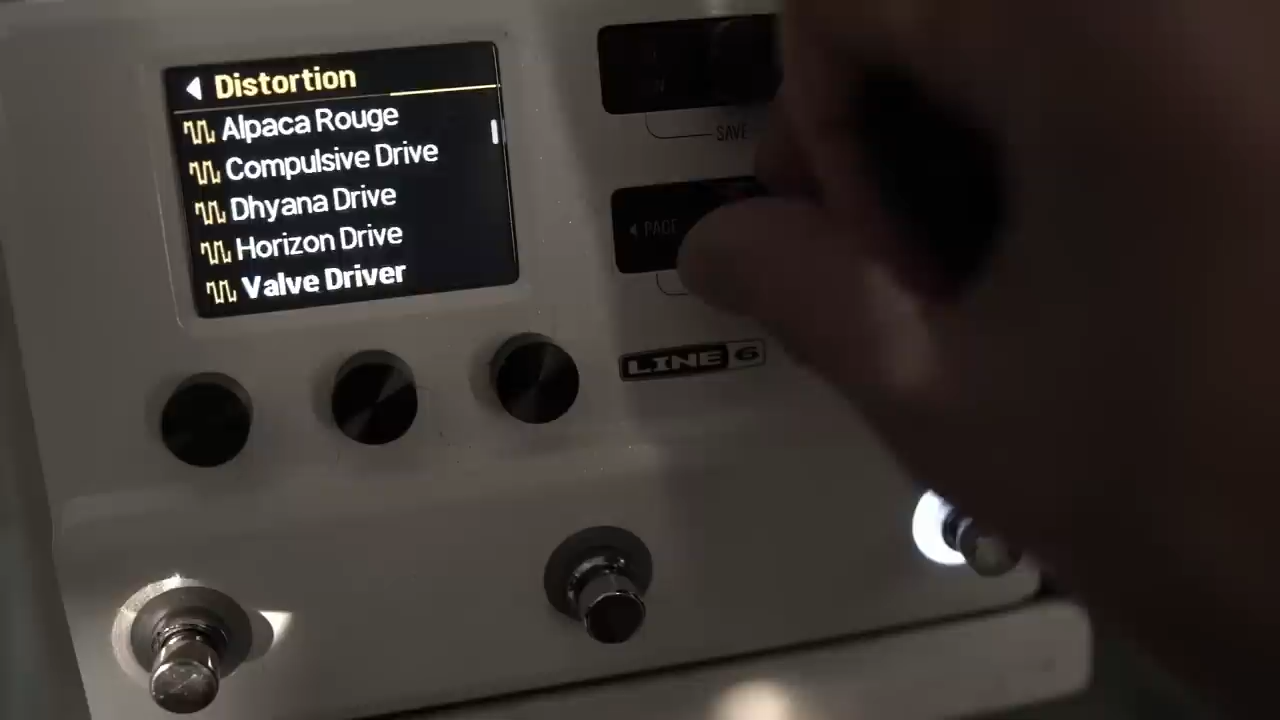 Distortion
Alpaca Rouge
Compulsive Drive
Dhyana Drive
Horizon Drive
Valve Driver
SAVE
PAGE
LINE 6